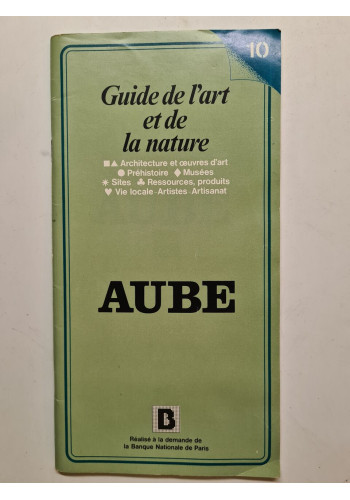 10
Guide de l'art
et de
la nature
■▲ Architecture et œuvres d'art
● Préhistoire ♦ Musées
✶ Sites ♣ Ressources, produits
♥ Vie locale-Artistes-Artisanat
AUBE
B
Réalisé à la demande de
la Banque Nationale de Paris